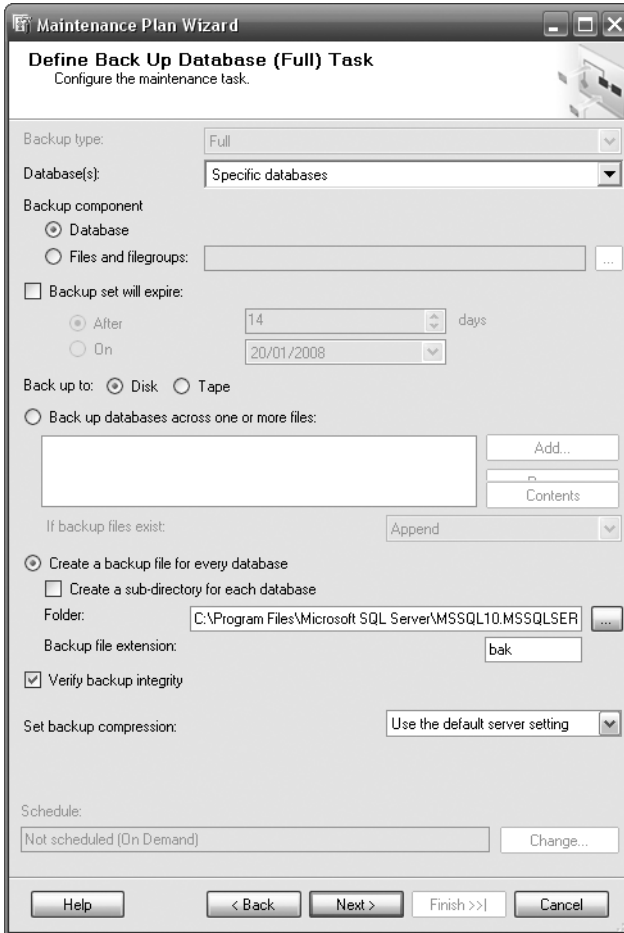 Maintenance Plan Wizard
Define Back Up Database (Full) Task
Configure the maintenance task.
Backup type:
Full
Database(s):
Specific databases
Backup component
Database
Files and filegroups:
...
Backup set will expire:
After
14
days
On
20/01/2008
Back up to:
Disk
Tape
Back up databases across one or more files:
Add...
Contents
If backup files exist:
Append
Create a backup file for every database
Create a sub-directory for each database
Folder:
C:\Program Files\Microsoft SQL Server\MSSQL10.MSSQLSER
...
Backup file extension:
bak
Verify backup integrity
Set backup compression:
Use the default server setting
Schedule:
Not scheduled (On Demand)
Change...
Help
< Back
Next >
Finish >>|
Cancel